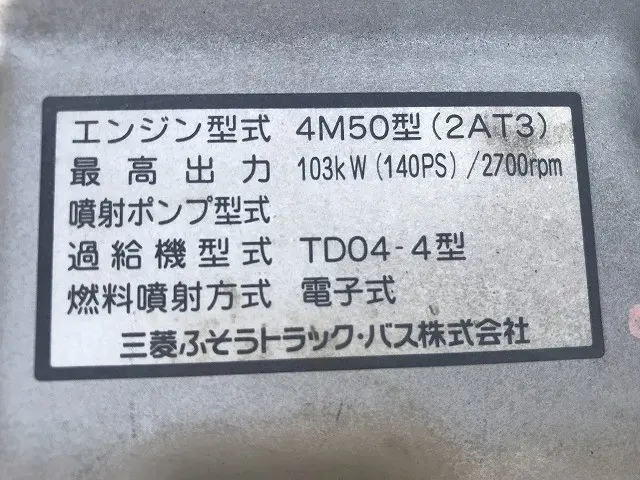 エンジン型式 4M50型(2AT3)
最高出力 103kW(140PS)/2700rpm
噴射ポンプ型式
過給機型式 TD04-4型
燃料噴射方式 電子式
三菱ふそうトラック・バス株式会社